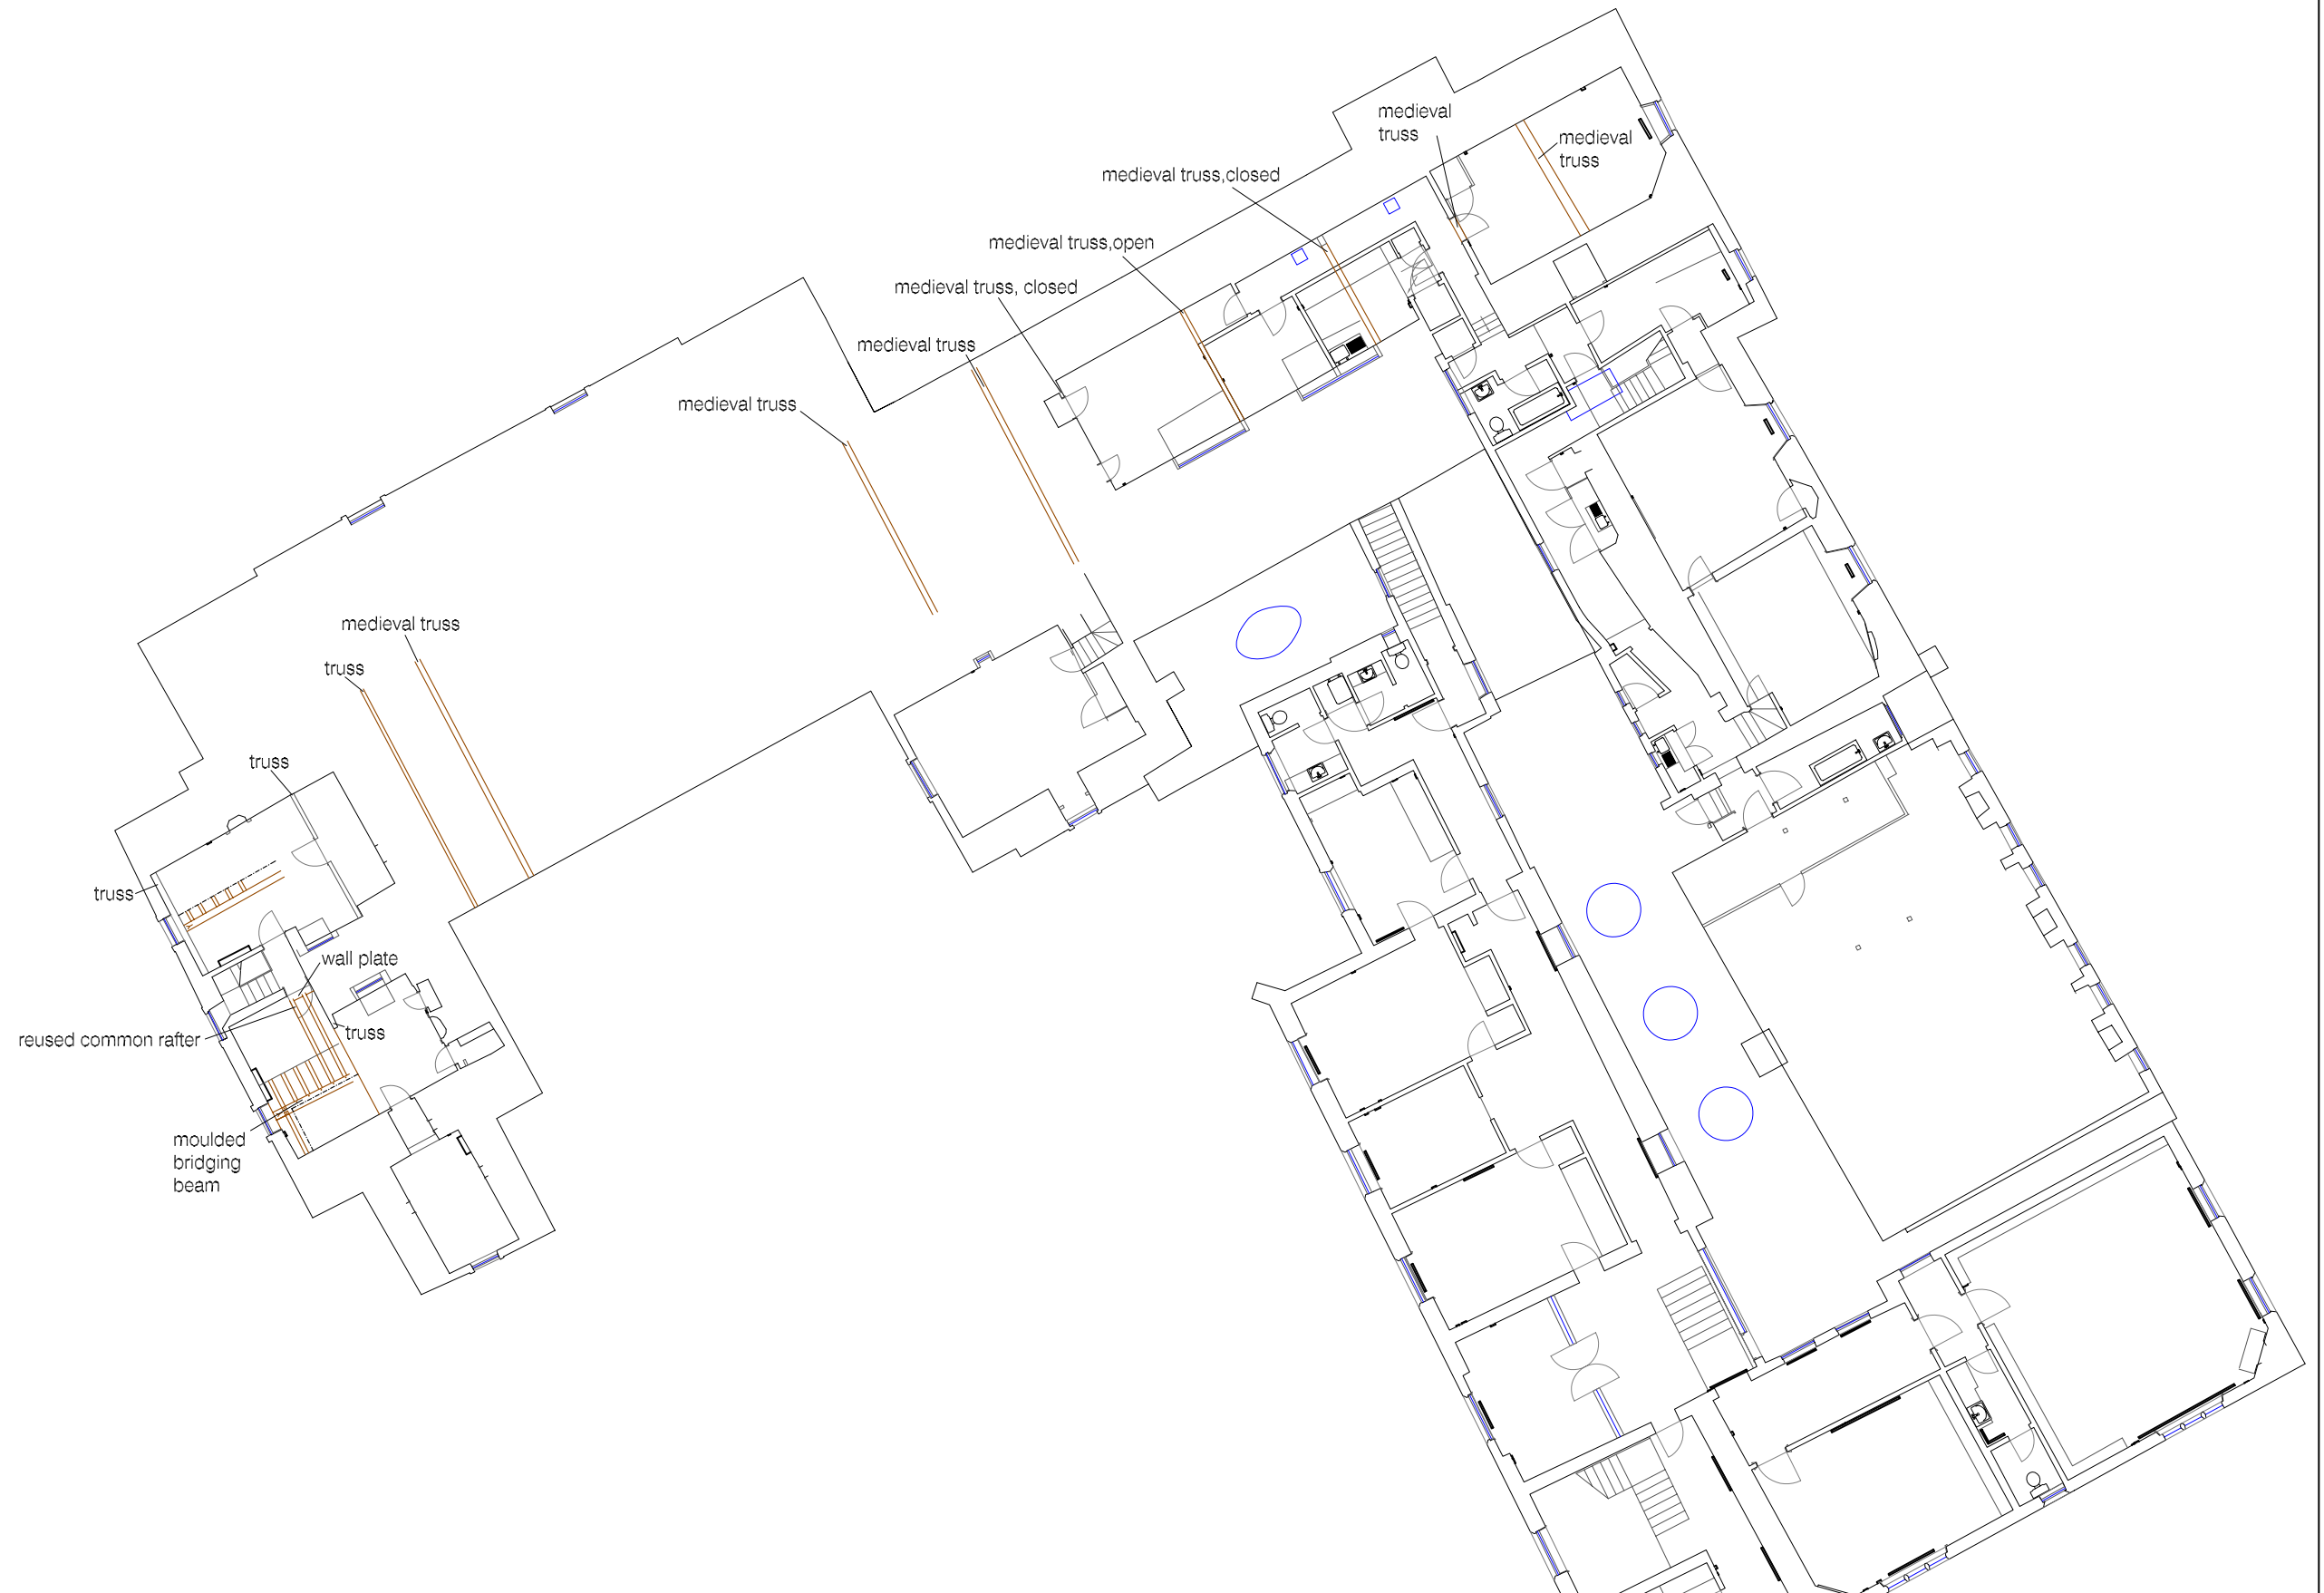 medieval
truss
medieval
truss
medieval truss,closed
medieval truss,open
medieval truss, closed
medieval truss
medieval truss
medieval truss
truss
truss
truss
wall plate
truss
reused common rafter
moulded
bridging
beam